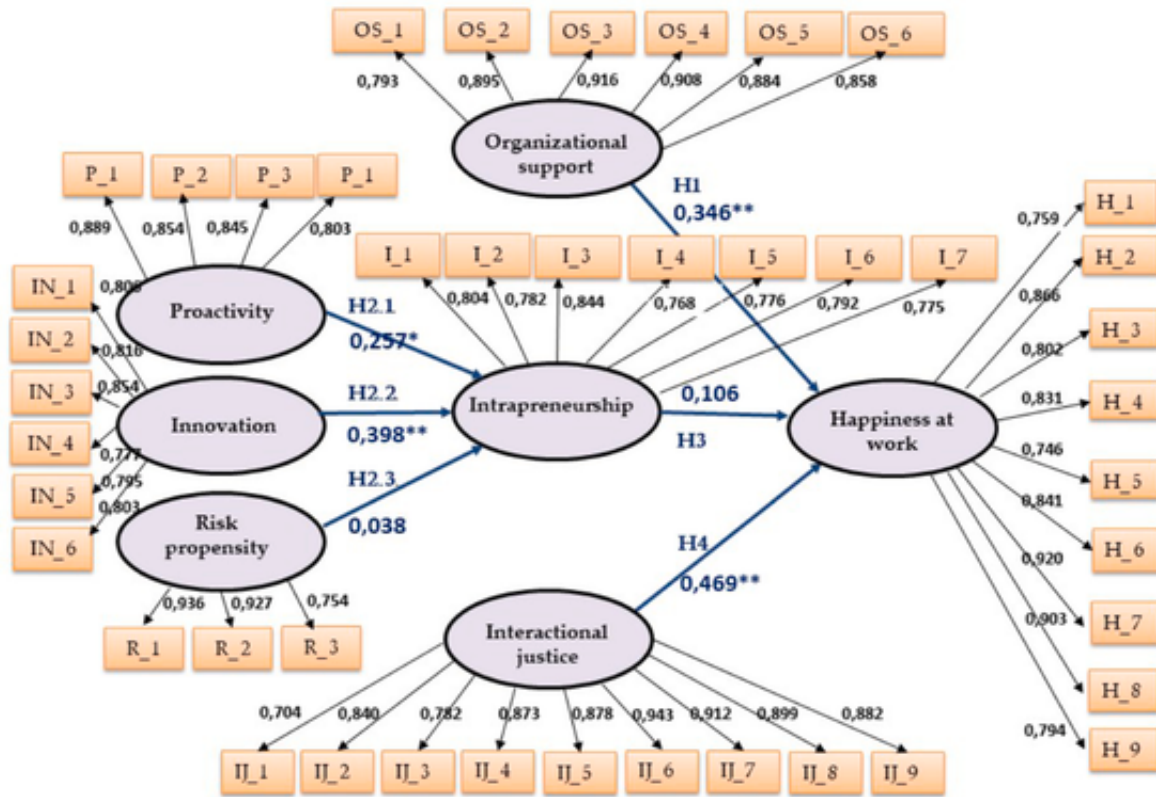 OS_1
OS_2
OS_3
OS_4
OS_5
OS_6
0,793
0,895
0,916
0,908
0,884
0,858
Organizational
support
P_1
P_2
P_3
P_1
0,889
0,854
0,845
0,803
Proactivity
IN_1
IN_2
IN_3
IN_4
IN_5
IN_6
0,816
0,854
0,777
0,795
0,803
Innovation
Risk
propensity
0,936
0,927
0,754
R_1
R_2
R_3
H2.1
0,257*
H2.2
0,398**
H2.3
0,038
I_1
I_2
I_3
I_4
I_5
I_6
I_7
0,804
0,782
0,844
0,768
0,776
0,792
0,775
Intrapreneurship
H1
0,346**
0,106
H3
H4
0,469**
Happiness at
work
0,759
0,866
0,802
0,831
0,746
0,841
0,920
0,903
0,794
H_1
H_2
H_3
H_4
H_5
H_6
H_7
H_8
H_9
Interactional
justice
0,704
0,840
0,782
0,873
0,878
0,943
0,912
0,899
0,882
IJ_1
IJ_2
IJ_3
IJ_4
IJ_5
IJ_6
IJ_7
IJ_8
IJ_9